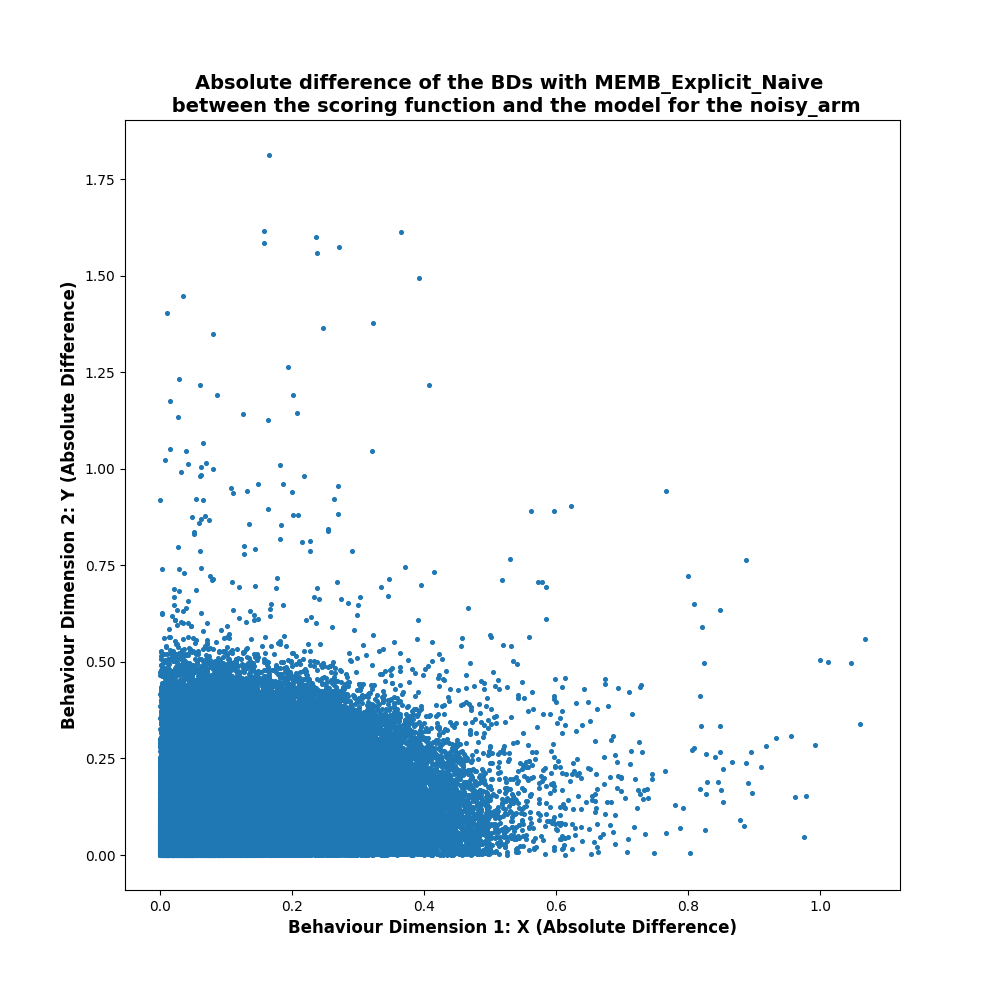 Absolute difference of the BDs with MEMB_Explicit_Naive
between the scoring function and the model for the noisy_arm
1.75
1.50
1.25
1.00
0.75
0.50
0.25
0.00
Behaviour Dimension 2: Y (Absolute Difference)
0.0 0.2 0.4 0.6 0.8 1.0
Behaviour Dimension 1: X (Absolute Difference)